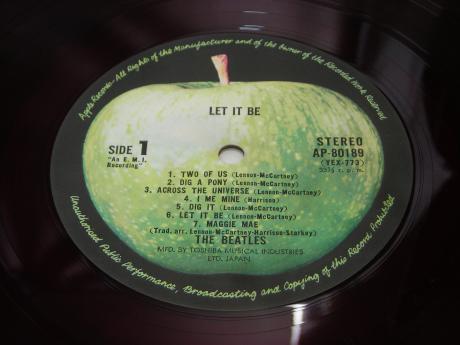 Apple Records·All Rights of the Manufacturer and of the Owner of the Recorded Work Reserved
LET IT BE
SIDE 1
"An E.M.I.
Recording"
STEREO
AP-80189
(YEX-773)
33⅓ r.p.m.
1. TWO OF US (Lennon-McCartney)
2. DIG A PONY (Lennon-McCartney)
3. ACROSS THE UNIVERSE (Lennon-McCartney)
4. I ME MINE (Harrison)
5. DIG IT (Lennon-McCartney)
6. LET IT BE (Lennon-McCartney)
7. MAGGIE MAE
(Trad. arr. Lennon-McCartney-Harrison-Starkey)
THE BEATLES
MFD. BY TOSHIBA MUSICAL INDUSTRIES
LTD. JAPAN
Unauthorised Public Performance, Broadcasting and Copying of this Record Prohibited